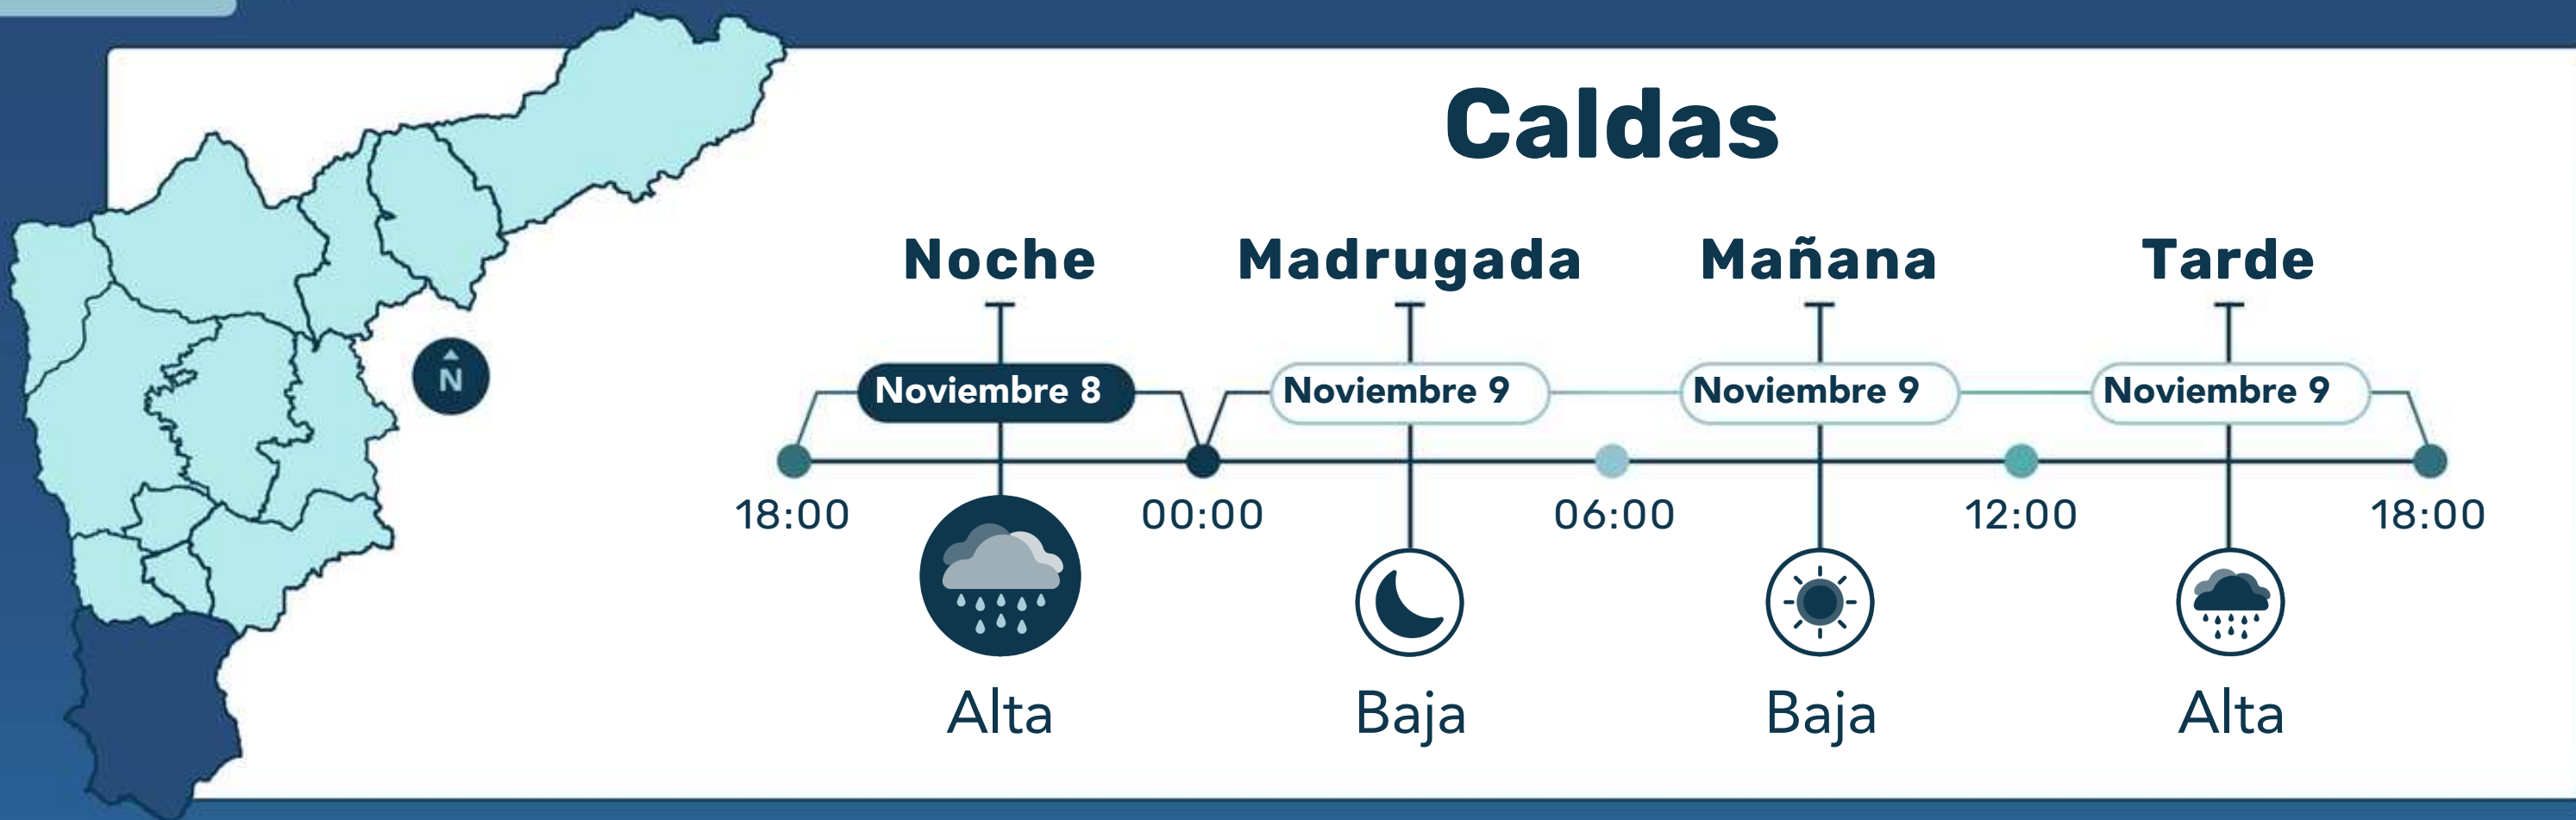 Caldas
Noche Madrugada Mañana Tarde
Noviembre 8 Noviembre 9 Noviembre 9 Noviembre 9
N
18:00 00:00 06:00 12:00 18:00
Alta Baja Baja Alta